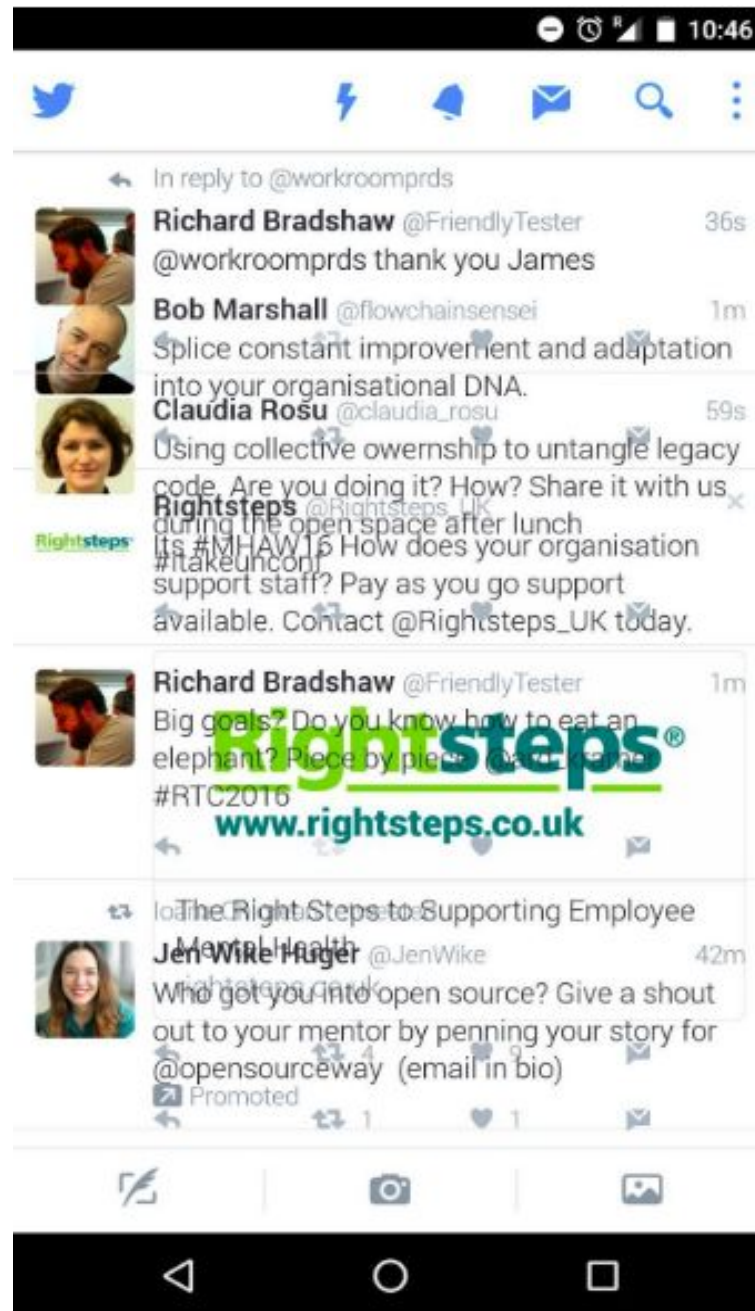 R
10:46
In reply to @workroomprds
Richard Bradshaw @FriendlyTester 36s
@workroomprds thank you James
Bob Marshall @flowchainsensei 1m
Splice constant improvement and adaptation
into your organisational DNA.
Claudia Rosu @claudia_rosu 59s
Using collective owernship to untangle legacy
code. Are you doing it? How? Share it with us
during the open space after lunch
#itakeunconf
Rightsteps @Rightsteps_UK
Rightsteps
Its #MHAW16 How does your organisation
support staff? Pay as you go support
available. Contact @Rightsteps_UK today.
Richard Bradshaw @FriendlyTester 1m
Big goals? Do you know how to eat an
elephant? Piece by piece.
#RTC2016
Rightsteps®
www.rightsteps.co.uk
The Right Steps to Supporting Employee
Mental Health
rightsteps.co.uk
Jen Wike Huger @JenWike 42m
Who got you into open source? Give a shout
out to your mentor by penning your story for
@opensourceway (email in bio)
4 9
Promoted
1 1